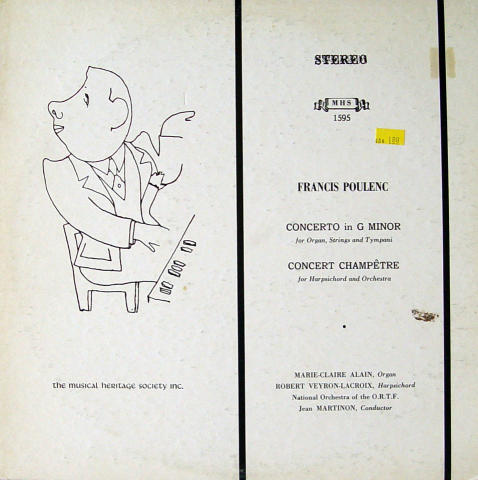 STEREO
MHS
1595
FRANCIS POULENC
CONCERTO in G MINOR
for Organ, Strings and Tympani
CONCERT CHAMPÊTRE
for Harpsichord and Orchestra
MARIE-CLAIRE ALAIN, Organ
ROBERT VEYRON-LACROIX, Harpsichord
National Orchestra of the O.R.T.F.
Jean MARTINON, Conductor
the musical heritage society inc.